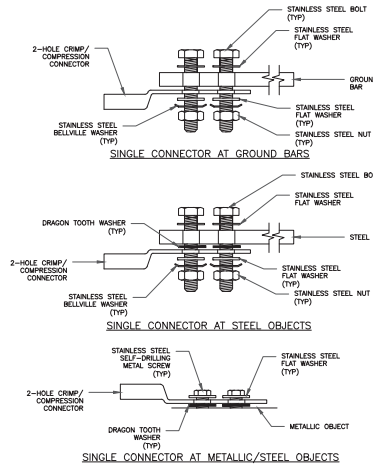 STAINLESS STEEL BOLT
(TYP)
STAINLESS STEEL
FLAT WASHER
(TYP)
2-HOLE CRIMP/
COMPRESSION
CONNECTOR
GROUN
BAR
STAINLESS STEEL
BELLVILLE WASHER
(TYP)
STAINLESS STEEL
FLAT WASHER
(TYP)
STAINLESS STEEL NUT
(TYP)
SINGLE CONNECTOR AT GROUND BARS
STAINLESS STEEL BO
STAINLESS STEEL
FLAT WASHER
DRAGON TOOTH WASHER
(TYP)
STEEL
2-HOLE CRIMP/
COMPRESSION
CONNECTOR
STAINLESS STEEL
FLAT WASHER
(TYP)
STAINLESS STEEL
BELLVILLE WASHER
(TYP)
STAINLESS STEEL NUT
(TYP)
SINGLE CONNECTOR AT STEEL OBJECTS
STAINLESS STEEL
SELF-DRILLING
METAL SCREW
(TYP)
STAINLESS STEEL
FLAT WASHER
(TYP)
2-HOLE CRIMP/
COMPRESSION
CONNECTOR
DRAGON TOOTH
WASHER
(TYP)
METALLIC OBJECT
SINGLE CONNECTOR AT METALLIC/STEEL OBJECTS